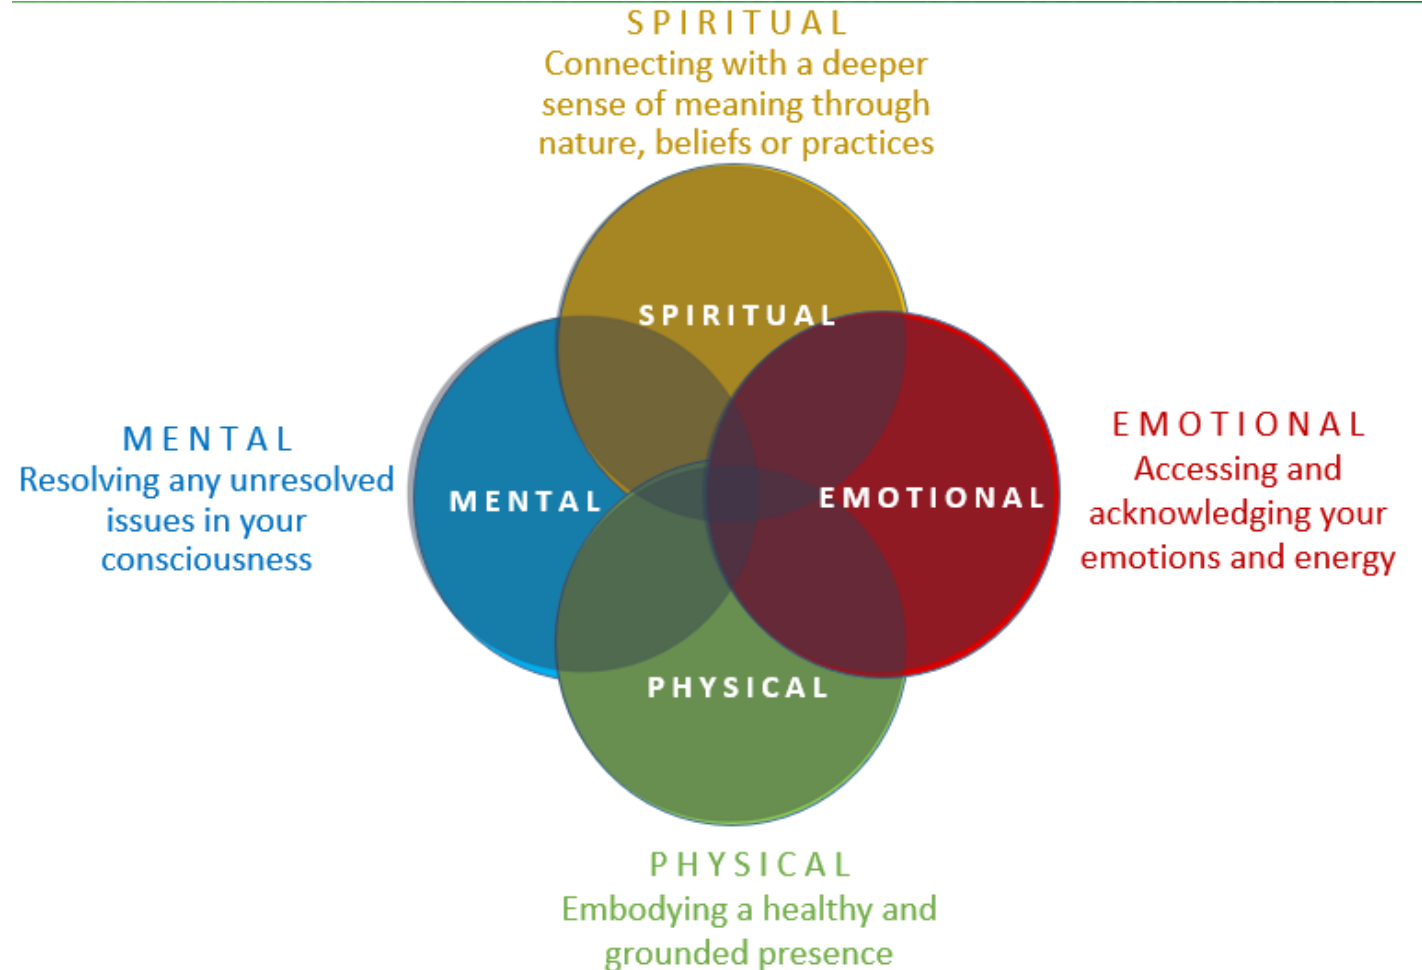 SPIRITUAL
Connecting with a deeper
sense of meaning through
nature, beliefs or practices
SPIRITUAL
MENTAL
Resolving any unresolved
issues in your
consciousness
MENTAL
EMOTIONAL
EMOTIONAL
Accessing and
acknowledging your
emotions and energy
PHYSICAL
PHYSICAL
Embodying a healthy and
grounded presence